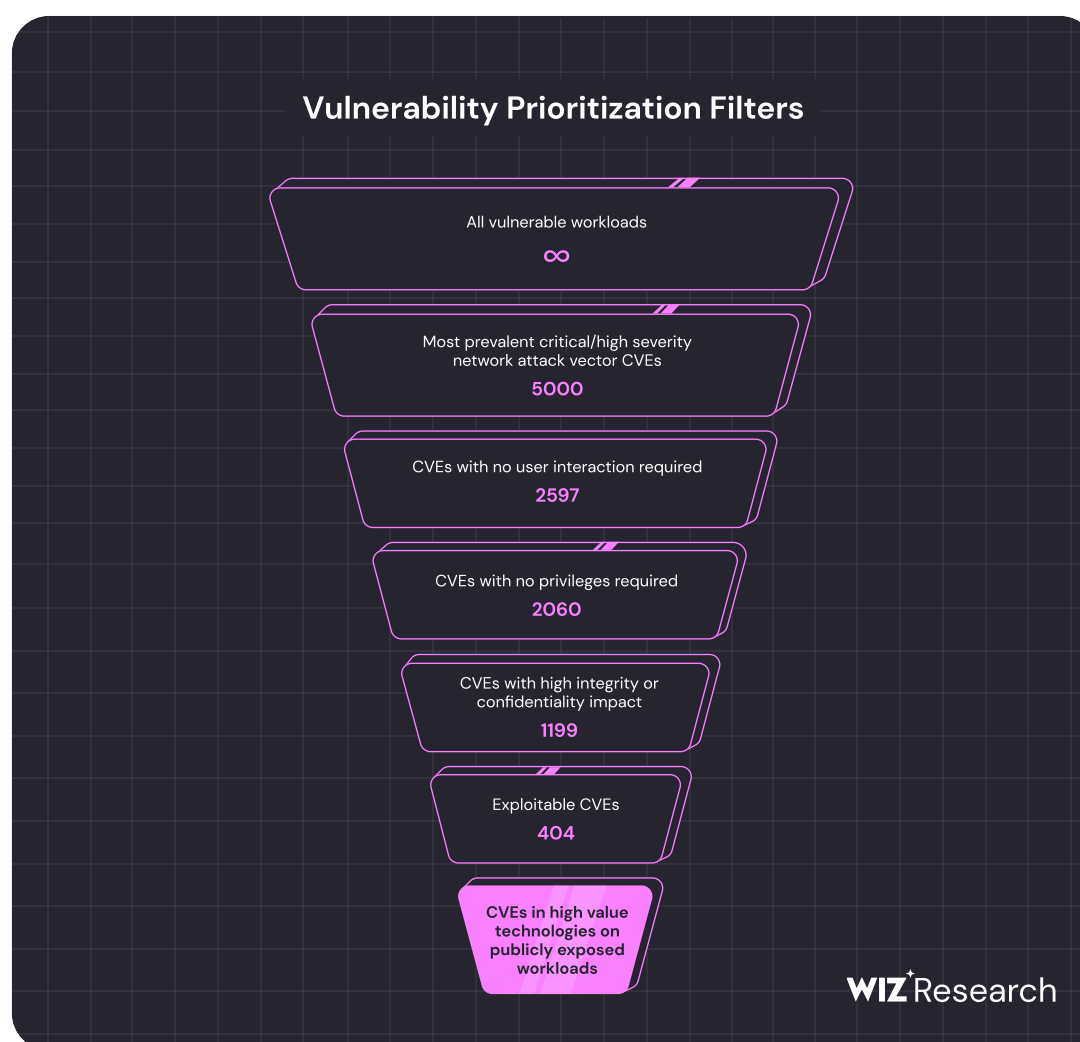 Vulnerability Prioritization Filters
All vulnerable workloads
∞
Most prevalent critical/high severity
network attack vector CVEs
5000
CVEs with no user interaction required
2597
CVEs with no privileges required
2060
CVEs with high integrity or
confidentiality impact
1199
Exploitable CVEs
404
CVEs in high value
technologies on
publicly exposed
workloads
WIZ Research